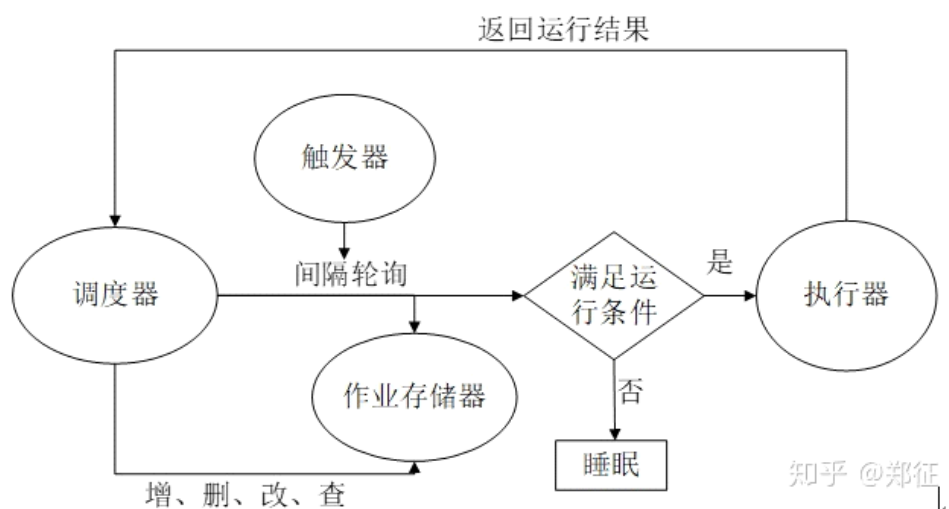 返回运行结果
触发器
间隔轮询
调度器
满足运
行条件
是
执行器
作业存储器
否
睡眠
增、删、改、查
知乎 @郑征